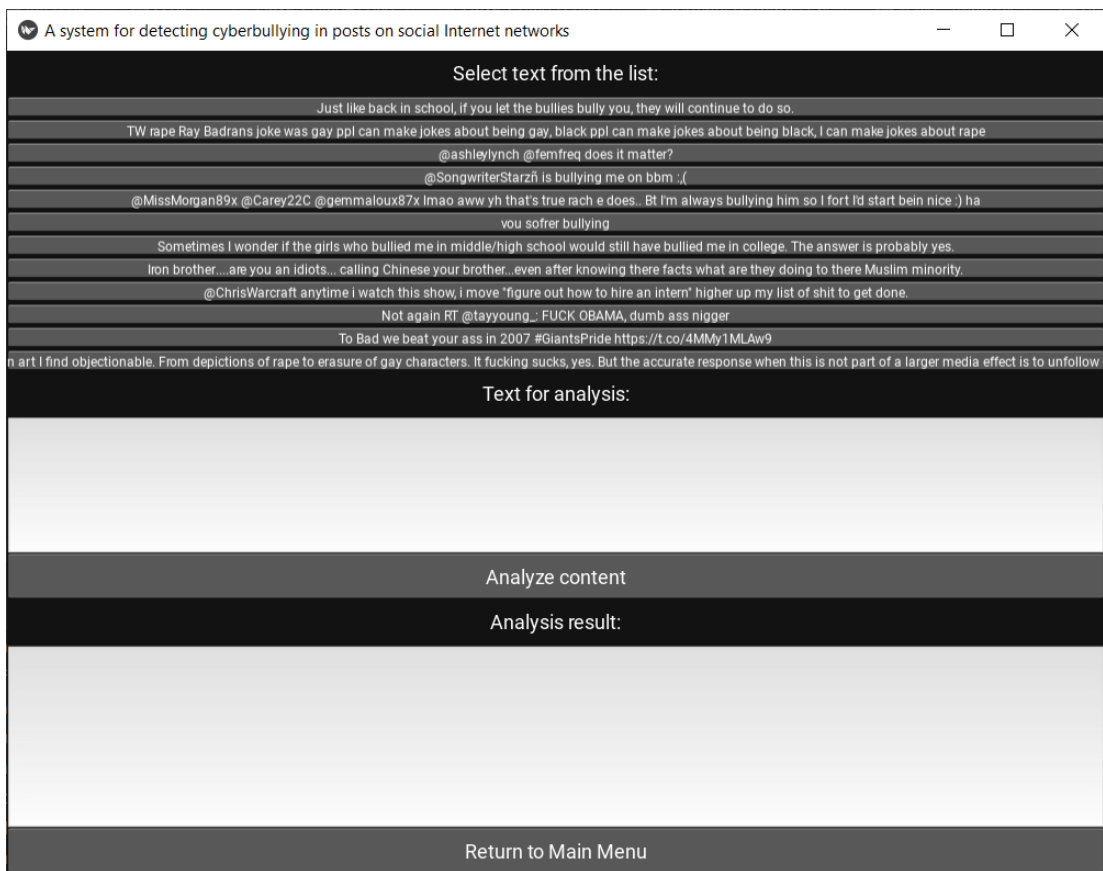 A system for detecting cyberbullying in posts on social Internet networks
Select text from the list:
Just like back in school, if you let the bullies bully you, they will continue to do so.
TW rape Ray Badrans joke was gay ppl can make jokes about being gay, black ppl can make jokes about being black, I can make jokes about rape
@ashleylynch @femfreq does it matter?
@SongwriterStarzñ is bullying me on bbm :,(
@MissMorgan89x @Carey22C @gemmaloux87x lmao aww yh that's true rach e does.. Bt I'm always bullying him so I fort I'd start bein nice :) ha
vou sofrer bullying
Sometimes I wonder if the girls who bullied me in middle/high school would still have bullied me in college. The answer is probably yes.
Iron brother....are you an idiots... calling Chinese your brother...even after knowing there facts what are they doing to there Muslim minority.
@ChrisWarcraft anytime i watch this show, i move "figure out how to hire an intern" higher up my list of shit to get done.
Not again RT @tayyoung_: FUCK OBAMA, dumb ass nigger
To Bad we beat your ass in 2007 #GiantsPride https://t.co/4MMy1MLAw9
n art I find objectionable. From depictions of rape to erasure of gay characters. It fucking sucks, yes. But the accurate response when this is not part of a larger media effect is to unfollow
Text for analysis:
Analyze content
Analysis result:
Return to Main Menu